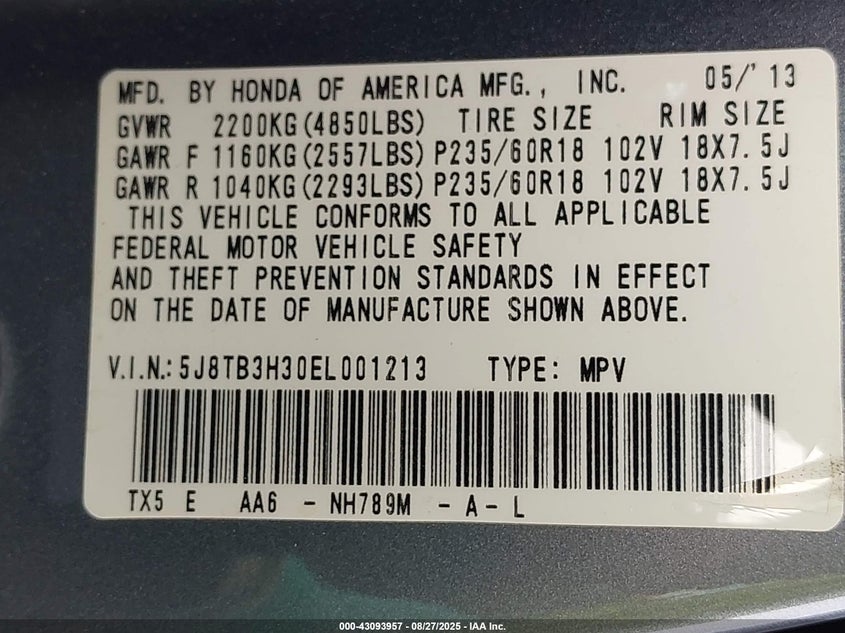 MFD. BY HONDA OF AMERICA MFG., INC. 05/'13
GVWR 2200KG(4850LBS) TIRE SIZE RIM SIZE
GAWR F 1160KG(2557LBS) P235/60R18 102V 18X7.5J
GAWR R 1040KG(2293LBS) P235/60R18 102V 18X7.5J
THIS VEHICLE CONFORMS TO ALL APPLICABLE
FEDERAL MOTOR VEHICLE SAFETY
AND THEFT PREVENTION STANDARDS IN EFFECT
ON THE DATE OF MANUFACTURE SHOWN ABOVE.
V.I.N.: 5J8TB3H30EL001213 TYPE: MPV
TX5 E AA6 - NH789M - A - L
000-43093957 - 08/27/2025 - IAA Inc.